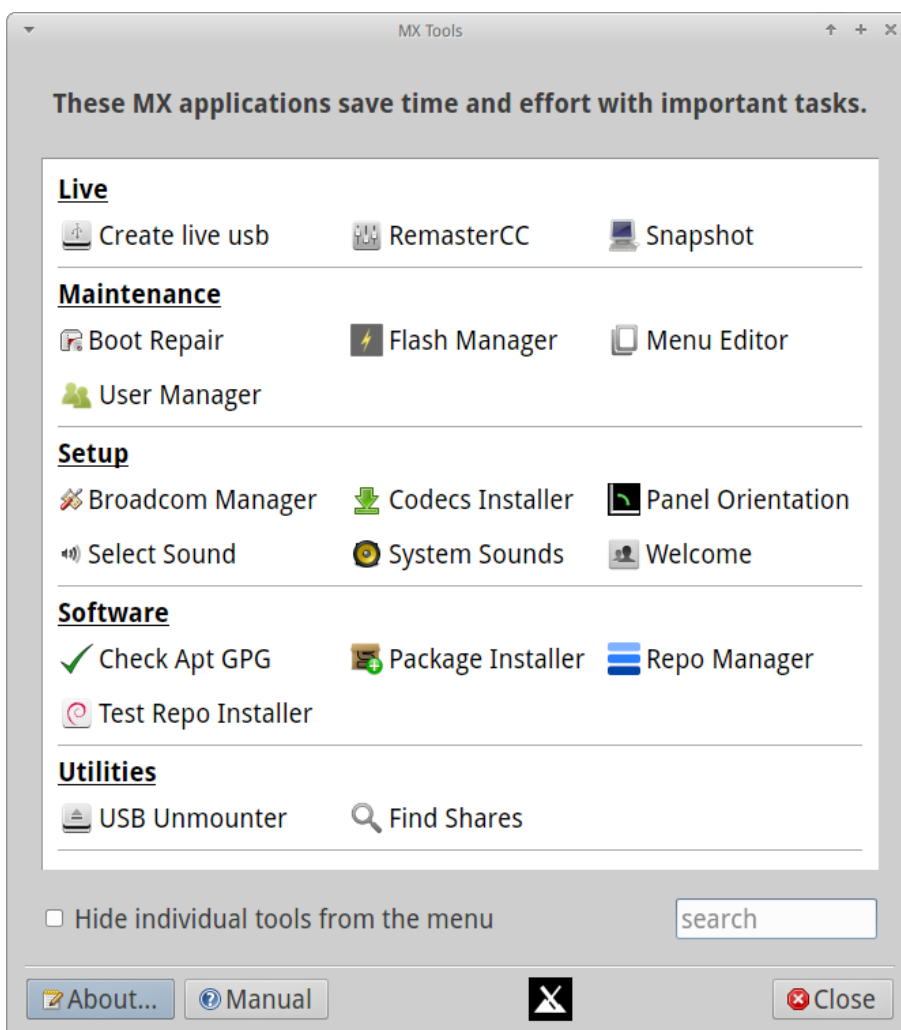 MX Tools
These MX applications save time and effort with important tasks.
Live
Create live usb RemasterCC Snapshot
Maintenance
Boot Repair Flash Manager Menu Editor
User Manager
Setup
Broadcom Manager Codecs Installer Panel Orientation
Select Sound System Sounds Welcome
Software
Check Apt GPG Package Installer Repo Manager
Test Repo Installer
Utilities
USB Unmounter Find Shares
Hide individual tools from the menu search
About... Manual Close